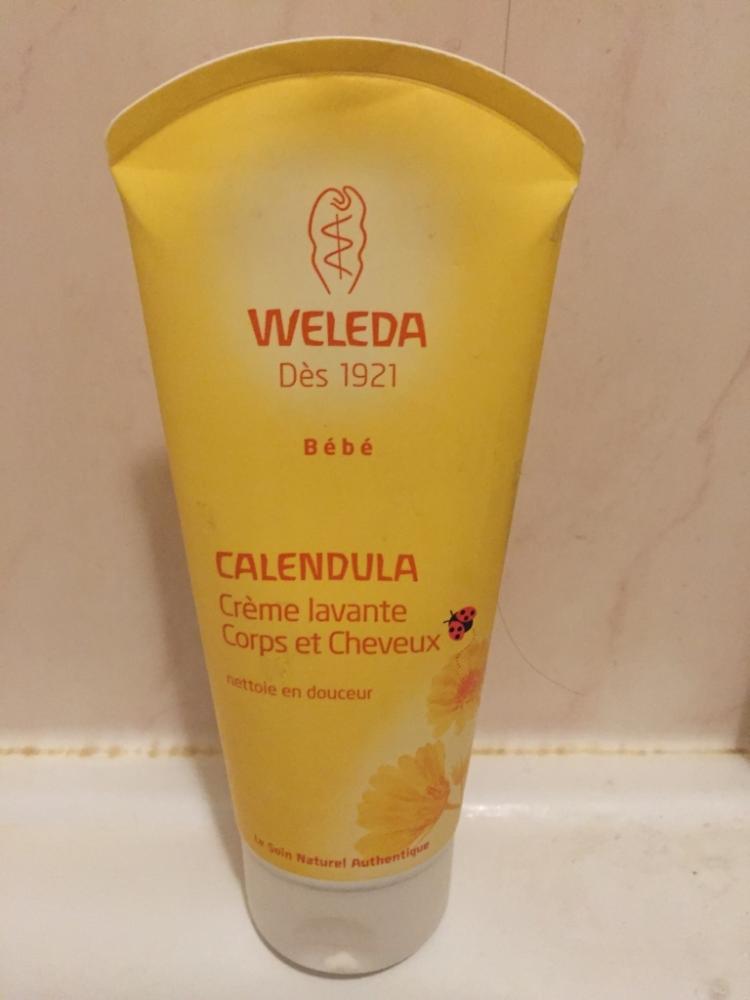 WELEDA
Dès 1921
Bébé
CALENDULA
Crème lavante
Corps et Cheveux
nettoie en douceur
Le Soin Naturel Authentique